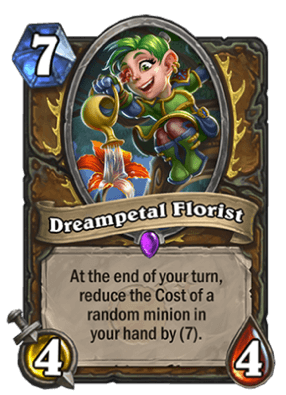 7
Dreampetal Florist
At the end of your turn,
reduce the Cost of a
random minion in
your hand by (7).
4 4